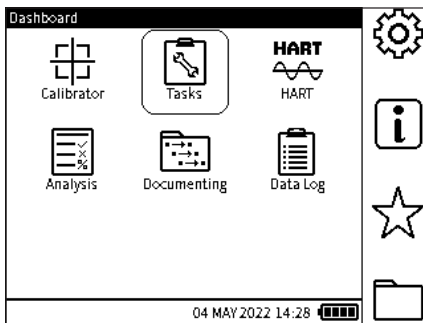 Dashboard
HART
Calibrator
Tasks
HART
Analysis
Documenting
Data Log
04 MAY 2022 14:28